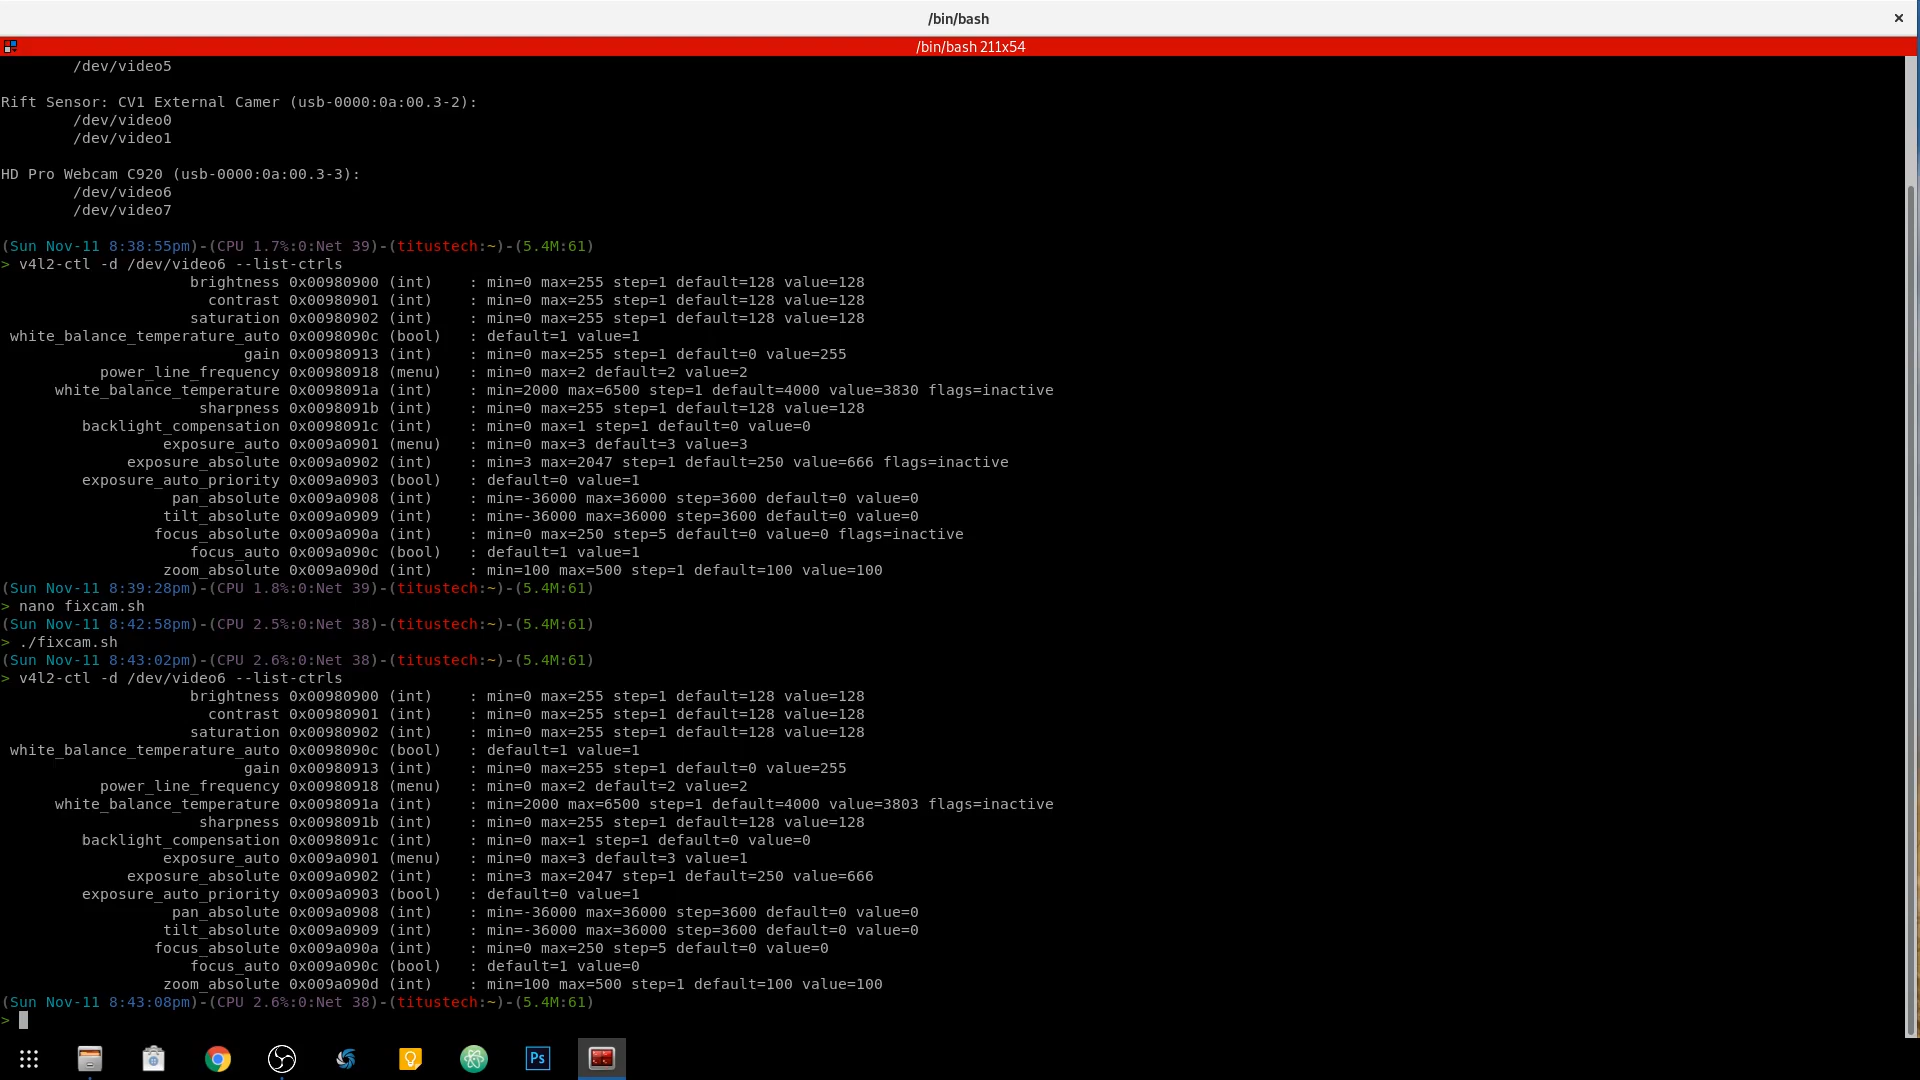 /bin/bash
/bin/bash 211x54
/dev/video5
Rift Sensor: CV1 External Camer (usb-0000:0a:00.3-2):
/dev/video0
/dev/video1
HD Pro Webcam C920 (usb-0000:0a:00.3-3):
/dev/video6
/dev/video7
(Sun Nov-11 8:38:55pm)-(CPU 1.7%:0:Net 39)-(titustech:~)-(5.4M:61)
> v4l2-ctl -d /dev/video6 --list-ctrls
brightness 0x00980900 (int) : min=0 max=255 step=1 default=128 value=128
contrast 0x00980901 (int) : min=0 max=255 step=1 default=128 value=128
saturation 0x00980902 (int) : min=0 max=255 step=1 default=128 value=128
white_balance_temperature_auto 0x0098090c (bool) : default=1 value=1
gain 0x00980913 (int) : min=0 max=255 step=1 default=0 value=255
power_line_frequency 0x00980918 (menu) : min=0 max=2 default=2 value=2
white_balance_temperature 0x0098091a (int) : min=2000 max=6500 step=1 default=4000 value=3830 flags=inactive
sharpness 0x0098091b (int) : min=0 max=255 step=1 default=128 value=128
backlight_compensation 0x0098091c (int) : min=0 max=1 step=1 default=0 value=0
exposure_auto 0x009a0901 (menu) : min=0 max=3 default=3 value=3
exposure_absolute 0x009a0902 (int) : min=3 max=2047 step=1 default=250 value=666 flags=inactive
exposure_auto_priority 0x009a0903 (bool) : default=0 value=1
pan_absolute 0x009a0908 (int) : min=-36000 max=36000 step=3600 default=0 value=0
tilt_absolute 0x009a0909 (int) : min=-36000 max=36000 step=3600 default=0 value=0
focus_absolute 0x009a090a (int) : min=0 max=250 step=5 default=0 value=0 flags=inactive
focus_auto 0x009a090c (bool) : default=1 value=1
zoom_absolute 0x009a090d (int) : min=100 max=500 step=1 default=100 value=100
(Sun Nov-11 8:39:28pm)-(CPU 1.8%:0:Net 39)-(titustech:~)-(5.4M:61)
> nano fixcam.sh
(Sun Nov-11 8:42:58pm)-(CPU 2.5%:0:Net 38)-(titustech:~)-(5.4M:61)
> ./fixcam.sh
(Sun Nov-11 8:43:02pm)-(CPU 2.6%:0:Net 38)-(titustech:~)-(5.4M:61)
> v4l2-ctl -d /dev/video6 --list-ctrls
brightness 0x00980900 (int) : min=0 max=255 step=1 default=128 value=128
contrast 0x00980901 (int) : min=0 max=255 step=1 default=128 value=128
saturation 0x00980902 (int) : min=0 max=255 step=1 default=128 value=128
white_balance_temperature_auto 0x0098090c (bool) : default=1 value=1
gain 0x00980913 (int) : min=0 max=255 step=1 default=0 value=255
power_line_frequency 0x00980918 (menu) : min=0 max=2 default=2 value=2
white_balance_temperature 0x0098091a (int) : min=2000 max=6500 step=1 default=4000 value=3803 flags=inactive
sharpness 0x0098091b (int) : min=0 max=255 step=1 default=128 value=128
backlight_compensation 0x0098091c (int) : min=0 max=1 step=1 default=0 value=0
exposure_auto 0x009a0901 (menu) : min=0 max=3 default=3 value=1
exposure_absolute 0x009a0902 (int) : min=3 max=2047 step=1 default=250 value=666
exposure_auto_priority 0x009a0903 (bool) : default=0 value=1
pan_absolute 0x009a0908 (int) : min=-36000 max=36000 step=3600 default=0 value=0
tilt_absolute 0x009a0909 (int) : min=-36000 max=36000 step=3600 default=0 value=0
focus_absolute 0x009a090a (int) : min=0 max=250 step=5 default=0 value=0
focus_auto 0x009a090c (bool) : default=1 value=0
zoom_absolute 0x009a090d (int) : min=100 max=500 step=1 default=100 value=100
(Sun Nov-11 8:43:08pm)-(CPU 2.6%:0:Net 38)-(titustech:~)-(5.4M:61)
>
Ps